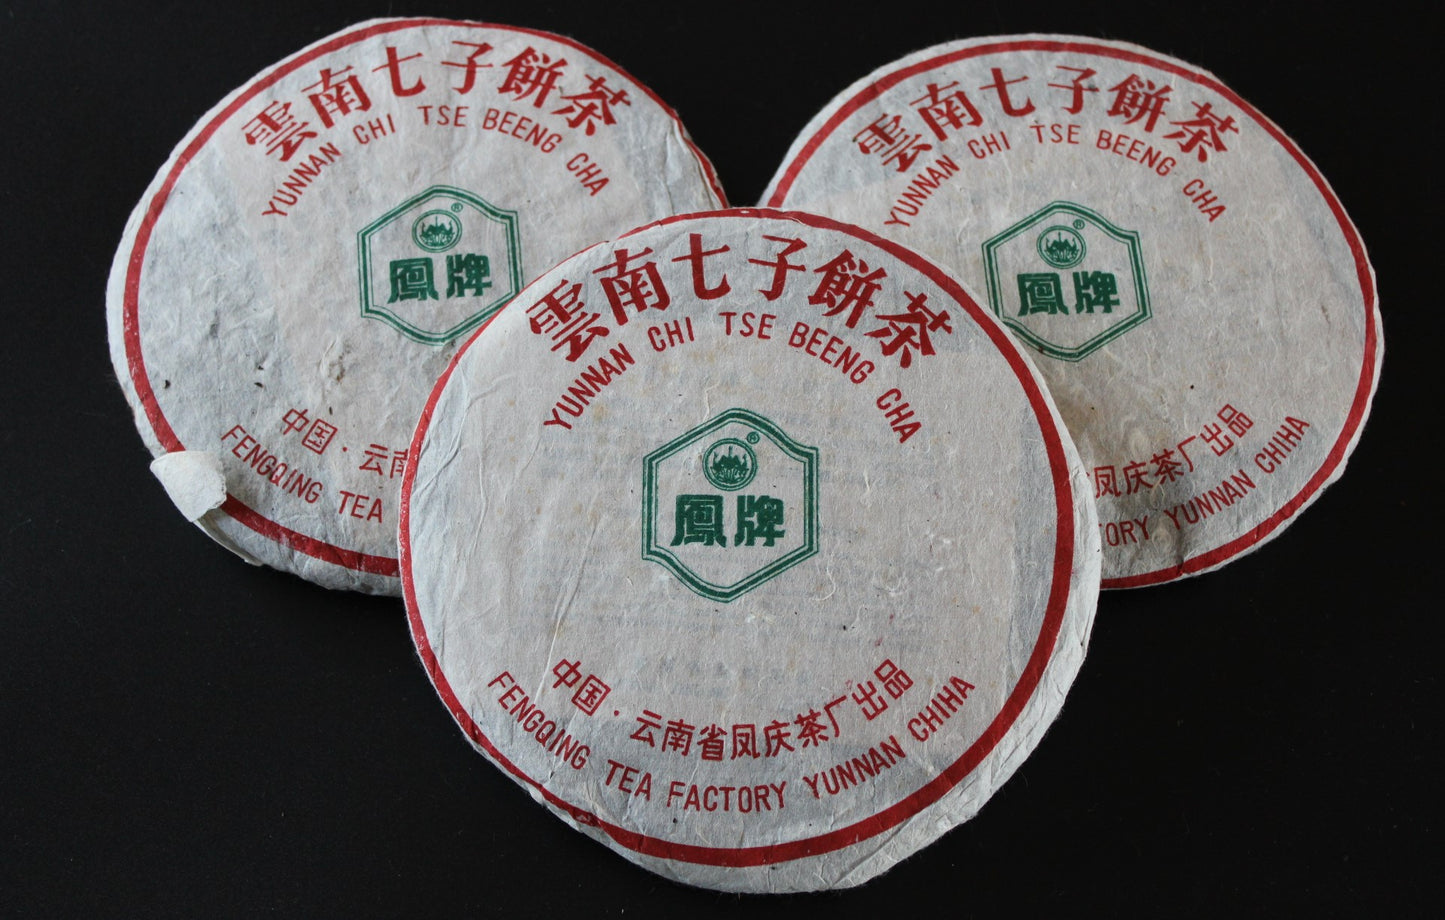 雲南七子餅茶
YUNNAN CHI TSE BEENG CHA
®
鳳牌
中国·云南
FENGQING TEA
雲南七子餅茶
YUNNAN CHI TSE BEENG CHA
®
鳳牌
凤庆茶厂出品
TORY YUNNAN CHIHA
雲南七子餅茶
YUNNAN CHI TSE BEENG CHA
®
鳳牌
中国·云南省凤庆茶厂出品
FENGQING TEA FACTORY YUNNAN CHIHA